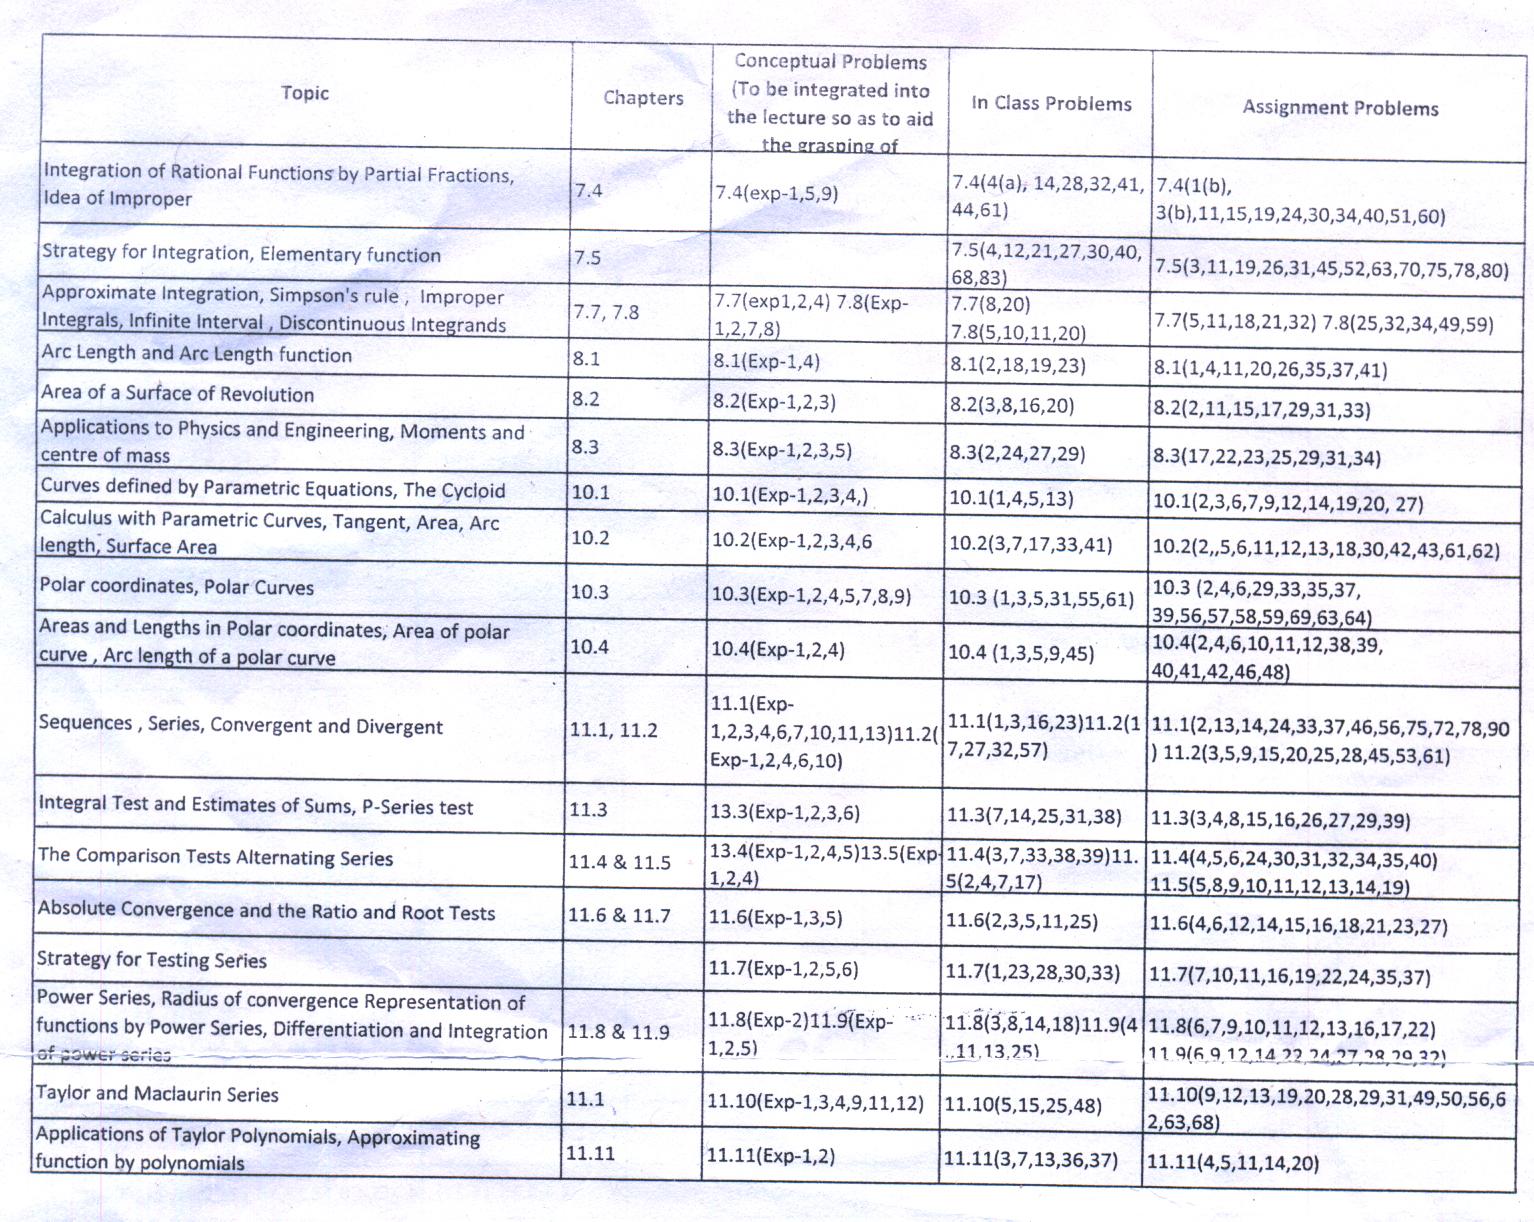 Topic
Chapters
Conceptual Problems
(To be integrated into
the lecture so as to aid
the grasping of
In Class Problems
Assignment Problems
Integration of Rational Functions by Partial Fractions,
Idea of Improper
7.4
7.4(exp-1,5,9)
7.4(4(a), 14,28,32,41,
44,61)
7.4(1(b),
3(b),11,15,19,24,30,34,40,51,60)
Strategy for Integration, Elementary function
7.5
7.5(4,12,21,27,30,40,
68,83)
7.5(3,11,19,26,31,45,52,63,70,75,78,80)
Approximate Integration, Simpson's rule , Improper
Integrals, Infinite Interval , Discontinuous Integrands
7.7, 7.8
7.7(exp1,2,4) 7.8(Exp-
1,2,7,8)
7.7(8,20)
7.8(5,10,11,20)
7.7(5,11,18,21,32) 7.8(25,32,34,49,59)
Arc Length and Arc Length function
8.1
8.1(Exp-1,4)
8.1(2,18,19,23)
8.1(1,4,11,20,26,35,37,41)
Area of a Surface of Revolution
8.2
8.2(Exp-1,2,3)
8.2(3,8,16,20)
8.2(2,11,15,17,29,31,33)
Applications to Physics and Engineering, Moments and
centre of mass
8.3
8.3(Exp-1,2,3,5)
8.3(2,24,27,29)
8.3(17,22,23,25,29,31,34)
Curves defined by Parametric Equations, The Cycloid
10.1
10.1(Exp-1,2,3,4,)
10.1(1,4,5,13)
10.1(2,3,6,7,9,12,14,19,20, 27)
Calculus with Parametric Curves, Tangent, Area, Arc
length, Surface Area
10.2
10.2(Exp-1,2,3,4,6
10.2(3,7,17,33,41)
10.2(2,,5,6,11,12,13,18,30,42,43,61,62)
Polar coordinates, Polar Curves
10.3
10.3(Exp-1,2,4,5,7,8,9)
10.3 (1,3,5,31,55,61)
10.3 (2,4,6,29,33,35,37,
39,56,57,58,59,69,63,64)
Areas and Lengths in Polar coordinates, Area of polar
curve , Arc length of a polar curve
10.4
10.4(Exp-1,2,4)
10.4 (1,3,5,9,45)
10.4(2,4,6,10,11,12,38,39,
40,41,42,46,48)
Sequences , Series, Convergent and Divergent
11.1, 11.2
11.1(Exp-
1,2,3,4,6,7,10,11,13)11.2(
Exp-1,2,4,6,10)
11.1(1,3,16,23)11.2(1
7,27,32,57)
11.1(2,13,14,24,33,37,46,56,75,72,78,90
) 11.2(3,5,9,15,20,25,28,45,53,61)
Integral Test and Estimates of Sums, P-Series test
11.3
13.3(Exp-1,2,3,6)
11.3(7,14,25,31,38)
11.3(3,4,8,15,16,26,27,29,39)
The Comparison Tests Alternating Series
11.4 & 11.5
13.4(Exp-1,2,4,5)13.5(Exp-
1,2,4)
11.4(3,7,33,38,39)11.
5(2,4,7,17)
11.4(4,5,6,24,30,31,32,34,35,40)
11.5(5,8,9,10,11,12,13,14,19)
Absolute Convergence and the Ratio and Root Tests
11.6 & 11.7
11.6(Exp-1,3,5)
11.6(2,3,5,11,25)
11.6(4,6,12,14,15,16,18,21,23,27)
Strategy for Testing Series
11.7(Exp-1,2,5,6)
11.7(1,23,28,30,33)
11.7(7,10,11,16,19,22,24,35,37)
Power Series, Radius of convergence Representation of
functions by Power Series, Differentiation and Integration
of power series
11.8 & 11.9
11.8(Exp-2)11.9(Exp-
1,2,5)
11.8(3,8,14,18)11.9(4
,,11,13,25)
11.8(6,7,9,10,11,12,13,16,17,22)
11.9(6,9,12,14,22,24,27,28,29,32)
Taylor and Maclaurin Series
11.1
11.10(Exp-1,3,4,9,11,12)
11.10(5,15,25,48)
11.10(9,12,13,19,20,28,29,31,49,50,56,6
2,63,68)
Applications of Taylor Polynomials, Approximating
function by polynomials
11.11
11.11(Exp-1,2)
11.11(3,7,13,36,37)
11.11(4,5,11,14,20)